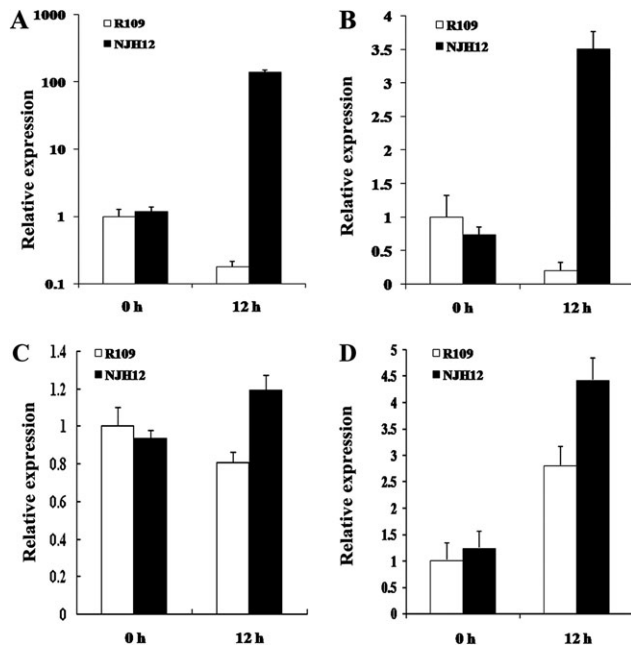 A
R109
NJH12
Relative expression
1000
100
10
1
0.1
0 h
12 h
B
R109
NJH12
Relative expression
4
3.5
3
2.5
2
1.5
1
0.5
0
0 h
12 h
C
R109
NJH12
Relative expression
1.4
1.2
1
0.8
0.6
0.4
0.2
0
0 h
12 h
D
R109
NJH12
Relative expression
5
4.5
4
3.5
3
2.5
2
1.5
1
0.5
0
0 h
12 h